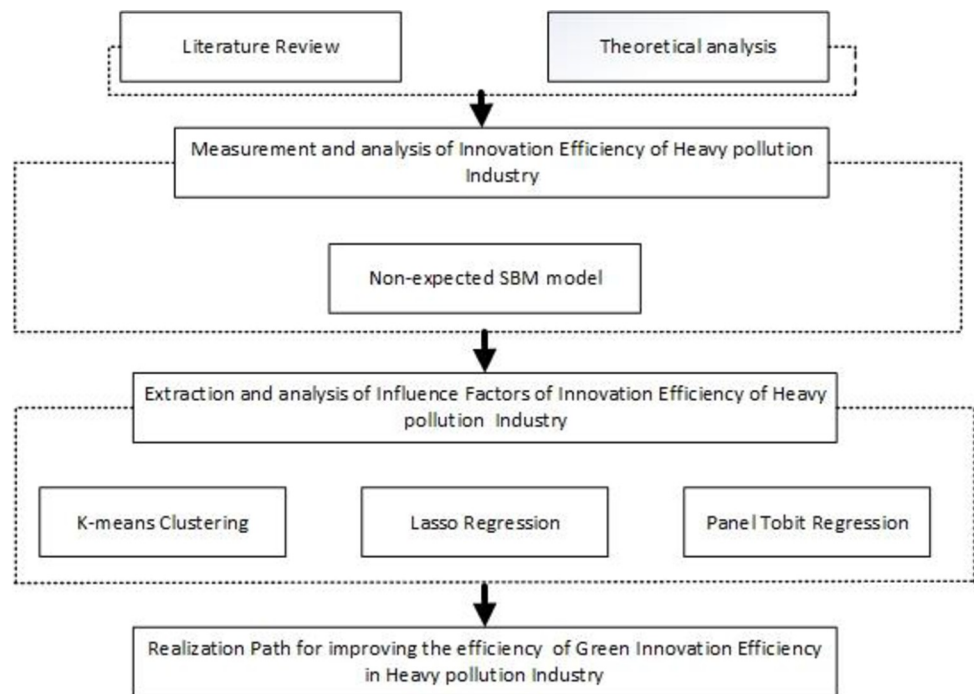 Literature Review
Theoretical analysis
Measurement and analysis of Innovation Efficiency of Heavy pollution
Industry
Non-expected SBM model
Extraction and analysis of Influence Factors of Innovation Efficiency of Heavy
pollution Industry
K-means Clustering
Lasso Regression
Panel Tobit Regression
Realization Path for improving the efficiency of Green Innovation Efficiency
in Heavy pollution Industry